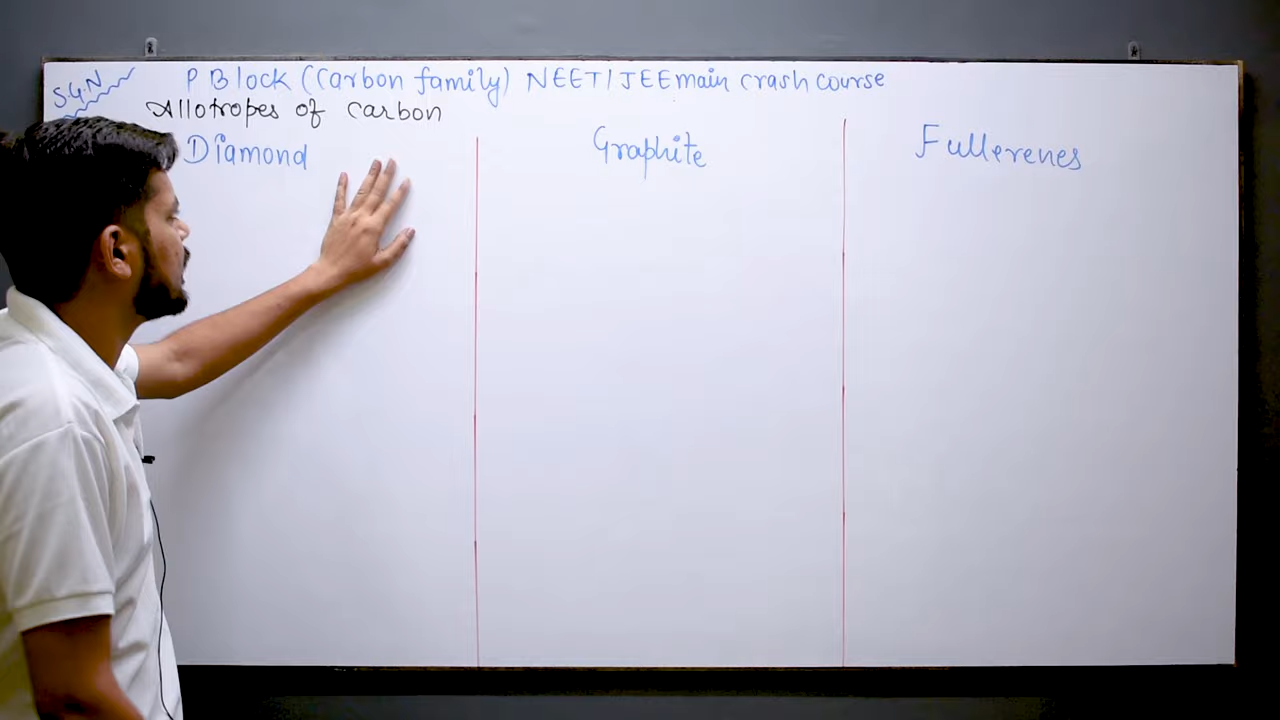 S.G.N
P Block (Carbon family) NEET/JEE main crash course
Allotropes of carbon
Diamond
Graphite
Fullerenes